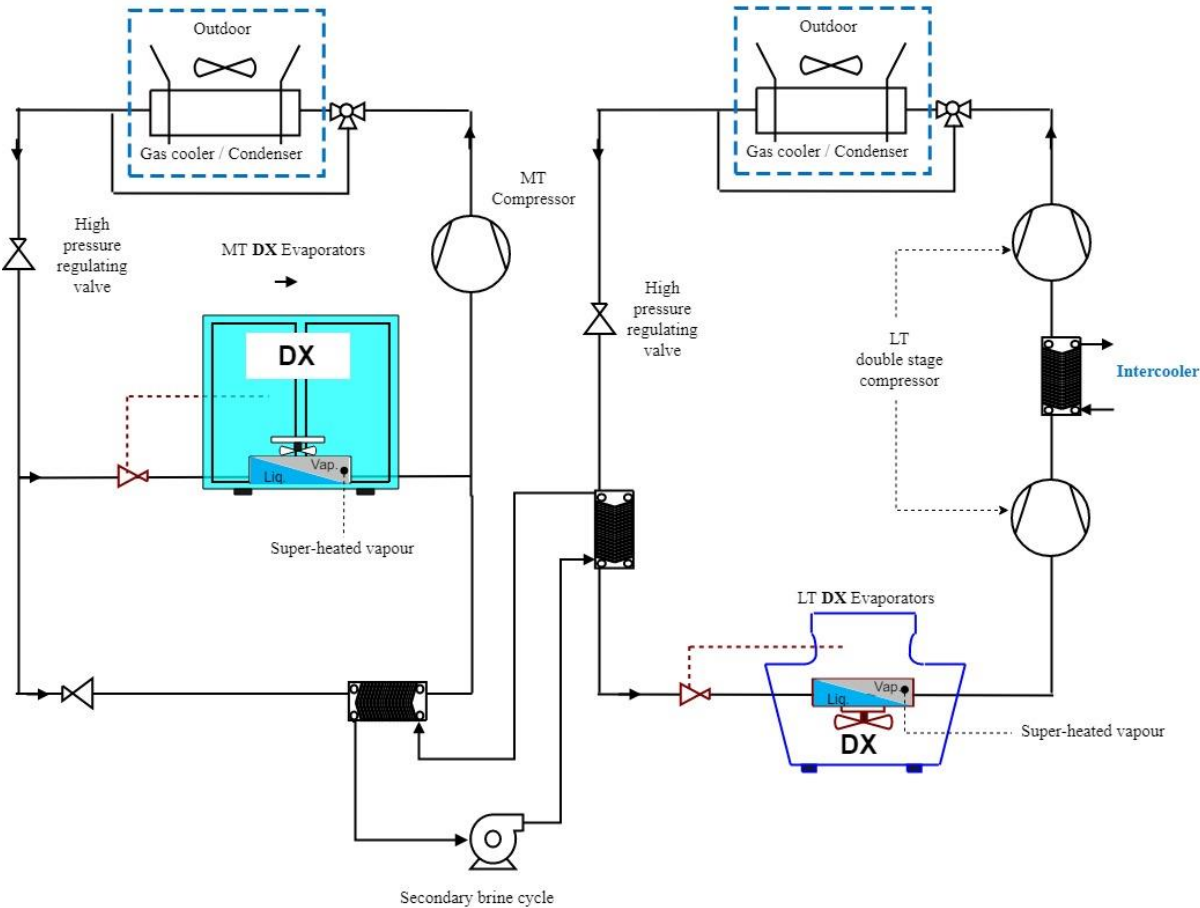 Outdoor
Gas cooler / Condenser
MT
Compressor
High
pressure
regulating
valve
MT DX Evaporators
DX
Vap.
Liq.
Super-heated vapour
Outdoor
Gas cooler / Condenser
High
pressure
regulating
valve
LT
double stage
compressor
Intercooler
LT DX Evaporators
Vap.
Liq.
DX
Super-heated vapour
Secondary brine cycle